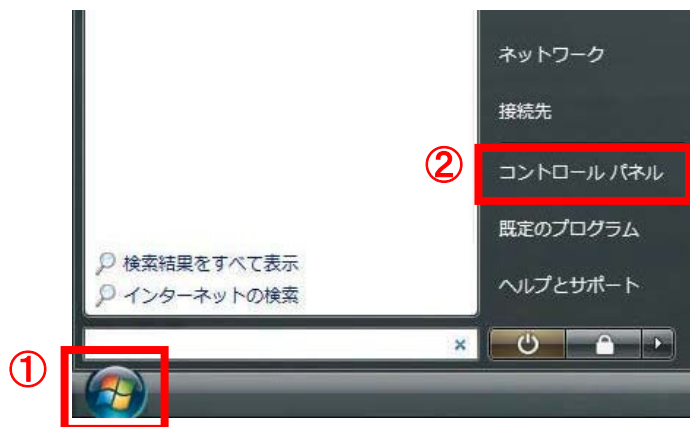 ネットワーク
接続先
② コントロール パネル
既定のプログラム
ヘルプとサポート
検索結果をすべて表示
インターネットの検索
①